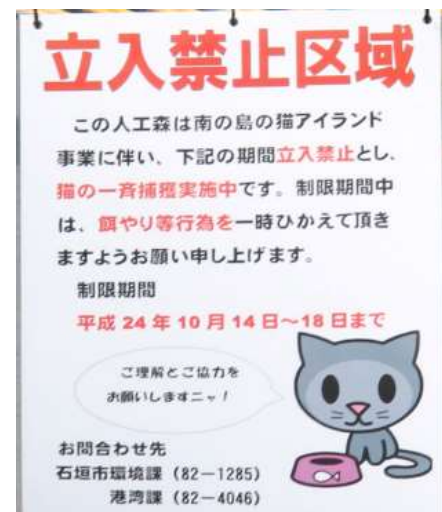 立入禁止区域
この人工森は南の島の猫アイランド
事業に伴い、下記の期間立入禁止とし、
猫の一斉捕獲実施中です。制限期間中
は、餌やり等行為を一時ひかえて頂き
ますようお願い申し上げます。
制限期間
平成24年10月14日～18日まで
ご理解とご協力を
お願いしますニャ！
お問合わせ先
石垣市環境課（82－1285）
港湾課（82－4046）